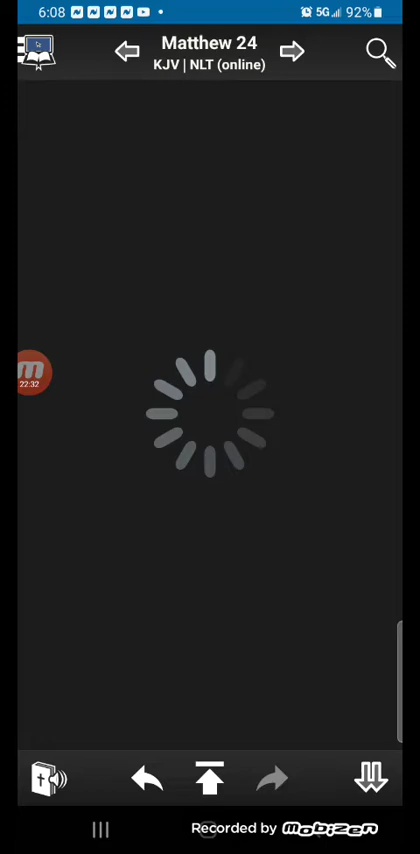 6:08 5G 92%
Matthew 24
KJV | NLT (online)
22:32
Recorded by MOBIZEN